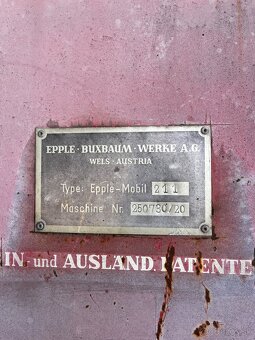 EPPLE·BUXBAUM·WERKE A.G.
WELS·AUSTRIA
Type: Epple-Mobil 211
Maschine Nr. 250780/20
IN- und AUSLAND. PATENTE